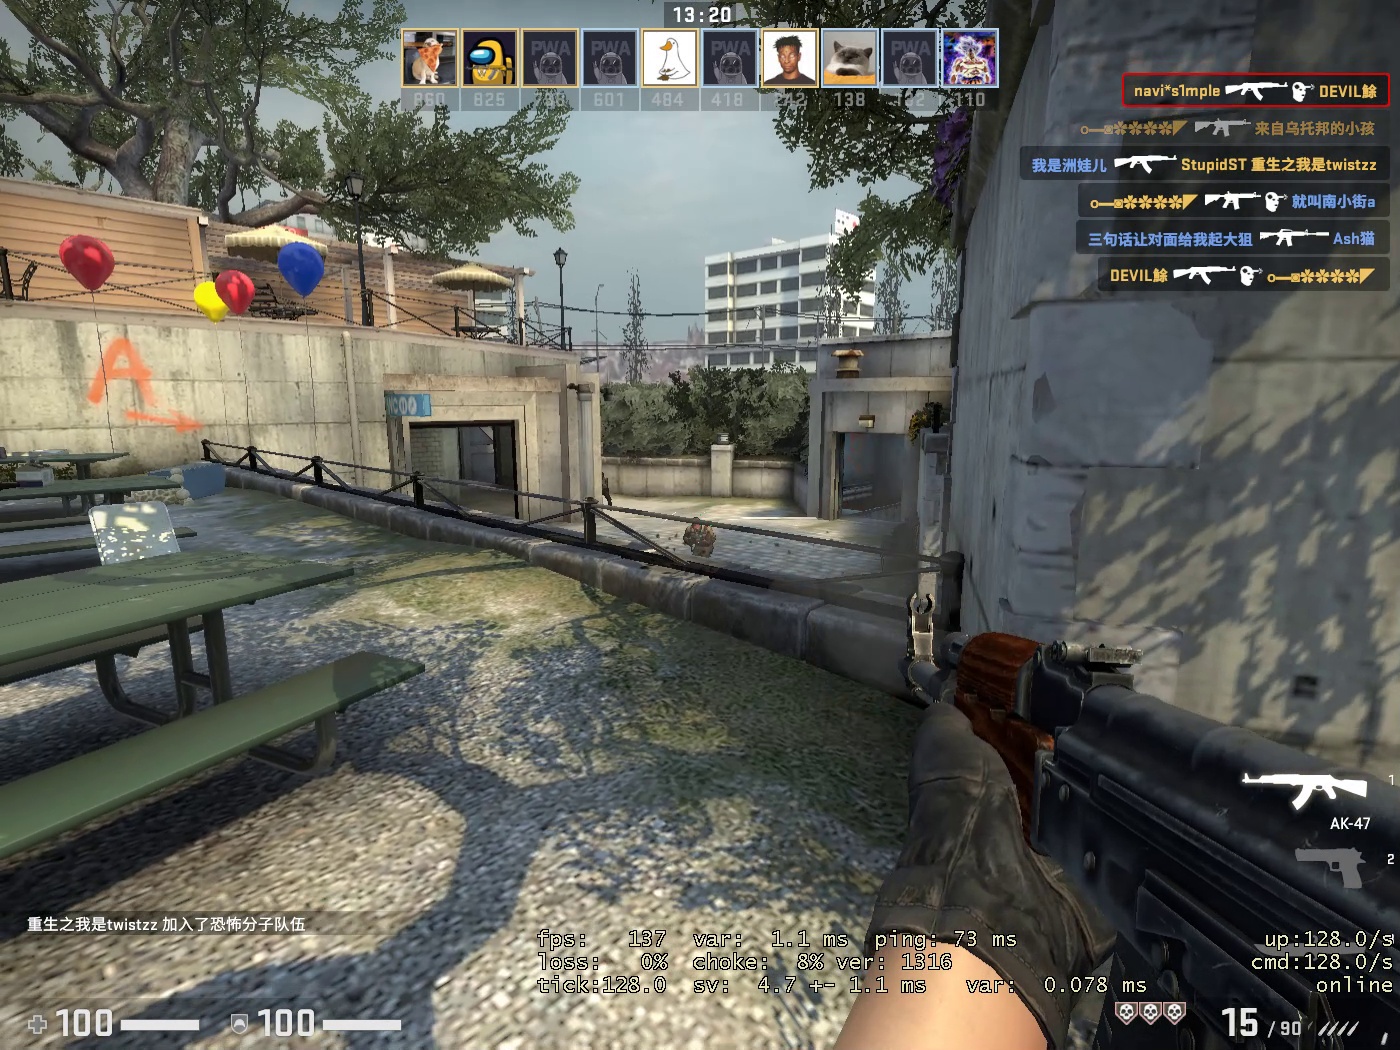 13:20
860 825 601 484 418 138 110
navi*s1mple DEVIL鮽
来自乌托邦的小孩
我是洲娃儿 StupidST 重生之我是twistzz
就叫南小街a
三句话让对面给我起大狙 Ash猫
DEVIL鮽
A
AK-47
1
2
重生之我是twistzz 加入了恐怖分子队伍
fps: 137 var: 1.1 ms ping: 73 ms
loss: 0% choke: 8% ver: 1316
tick:128.0 sv: 4.7 +- 1.1 ms var: 0.078 ms
up:128.0/s
cmd:128.0/s
online
100 100
15 / 90